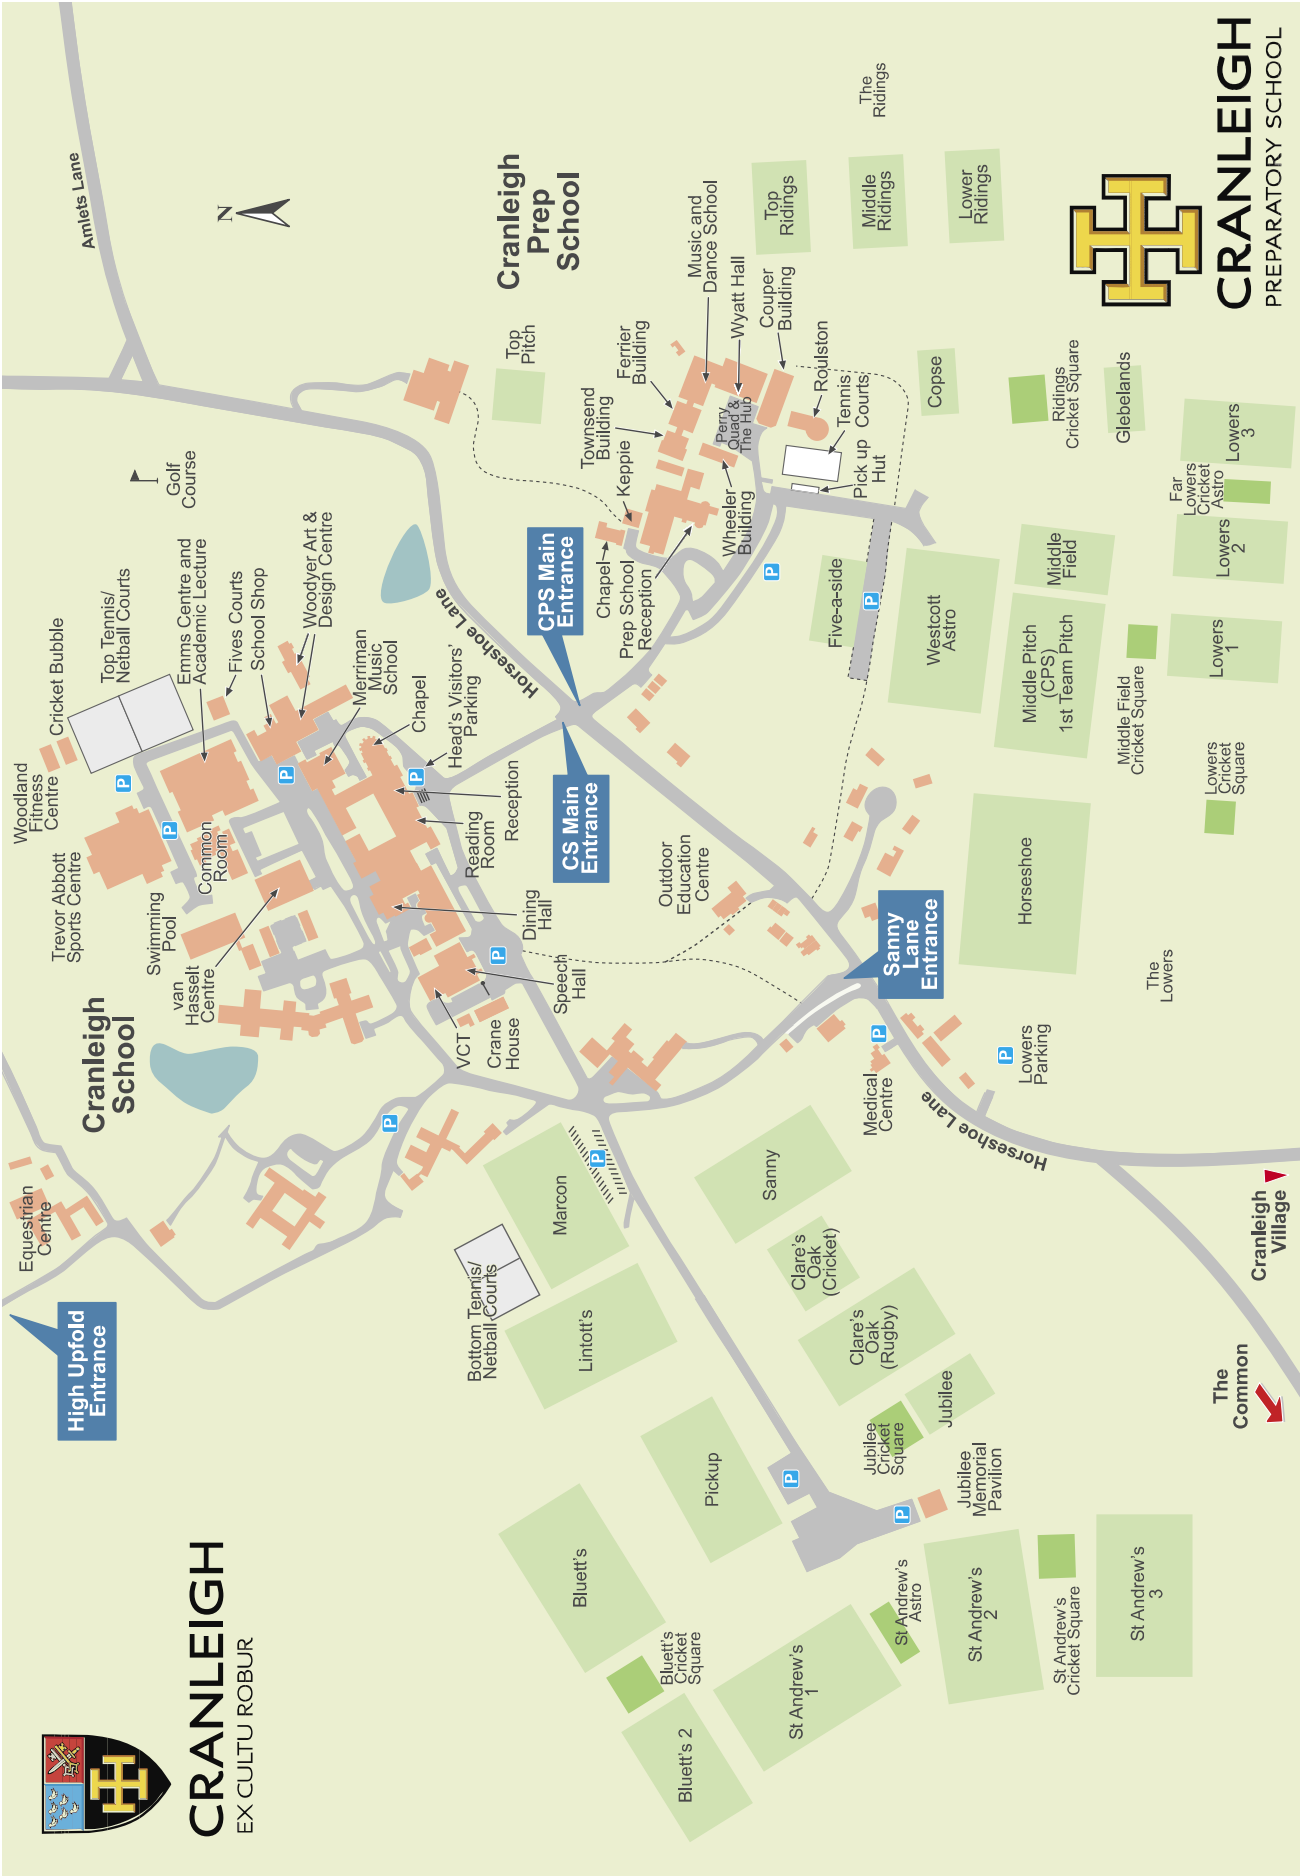 CRANLEIGH
EX CULTU ROBUR
High Upfold
Entrance
Equestrian
Centre
Cranleigh
School
Trevor Abbott
Sports Centre
Woodland
Fitness
Centre
Cricket Bubble
Top Tennis/
Netball Courts
Emms Centre and
Academic Lecture
Fives Courts
School Shop
Woodyer Art &
Design Centre
Golf
Course
Amlets Lane
N
Swimming
Pool
Common
Room
van
Hasselt
Centre
Merriman
Music
School
Chapel
Head's Visitors'
Parking
Reception
Reading
Room
Dining
Hall
Speech
Hall
Crane
House
VCT
P
P
P
P
P
P
P
P
P
P
P
P
P
Horseshoe Lane
CPS Main
Entrance
CS Main
Entrance
Cranleigh
Prep
School
Top
Pitch
Ferrier
Building
Townsend
Building
Keppie
Chapel
Prep School
Reception
Music and
Dance School
Wyatt Hall
Couper
Building
Roulston
Tennis
Courts
Pick up
Hut
Perry
Quad &
The Hub
Wheeler
Building
Top
Ridings
Middle
Ridings
Lower
Ridings
The
Ridings
Copse
Ridings
Cricket Square
Glebelands
Lowers
3
Far
Lowers
Cricket
Astro
Lowers
2
Lowers
1
Five-a-side
Westcott
Astro
Middle
Field
Middle Pitch
(CPS)
1st Team Pitch
Middle Field
Cricket Square
Lowers
Cricket
Square
Horseshoe
The
Lowers
Outdoor
Education
Centre
Sanny
Lane
Entrance
Medical
Centre
Lowers
Parking
Horseshoe Lane
Cranleigh
Village
The
Common
Marcon
Bottom Tennis/
Netball Courts
Lintott's
Sanny
Clare's
Oak
(Cricket)
Clare's
Oak
(Rugby)
Jubilee
Jubilee
Cricket
Square
Jubilee
Memorial
Pavilion
Pickup
Bluett's
Bluett's
Cricket
Square
Bluett's 2
St Andrew's
1
St Andrew's
Astro
St Andrew's
2
St Andrew's
Cricket Square
St Andrew's
3
CRANLEIGH
PREPARATORY SCHOOL